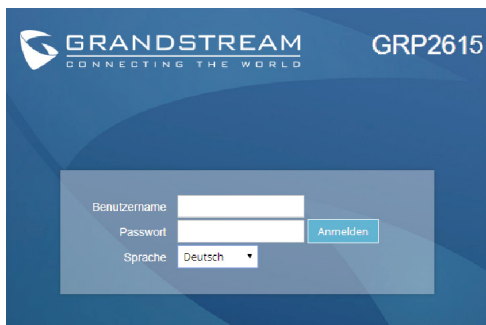 GRANDSTREAM GRP2615
CONNECTING THE WORLD
Benutzername
Passwort Anmelden
Sprache Deutsch